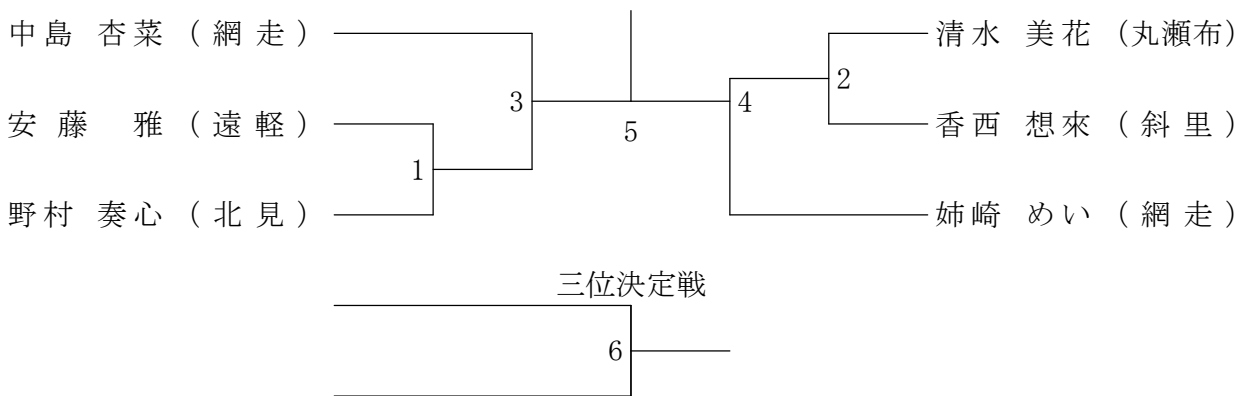 中島 杏菜 (網走) 清水 美花 (丸瀬布)
3 4 2
安藤 雅 (遠軽) 5 香西 想來 (斜里)
1
野村 奏心 (北見) 姉崎 めい (網走)
三位決定戦
6